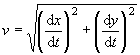 v = √((dx/dt)² + (dy/dt)²)